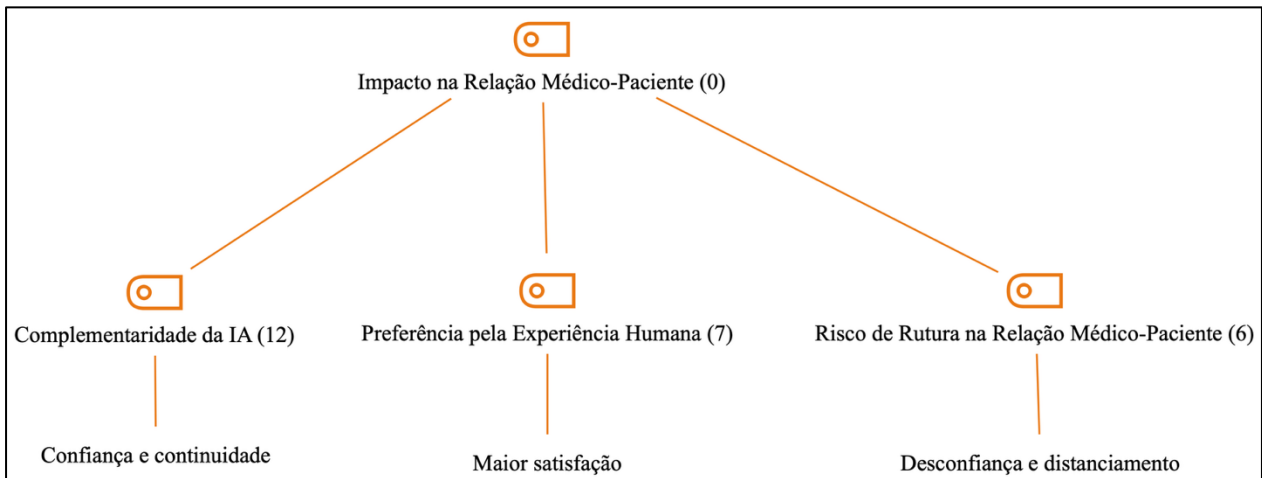 Impacto na Relação Médico-Paciente (0)
Complementaridade da IA (12)
Preferência pela Experiência Humana (7)
Risco de Rutura na Relação Médico-Paciente (6)
Confiança e continuidade
Maior satisfação
Desconfiança e distanciamento